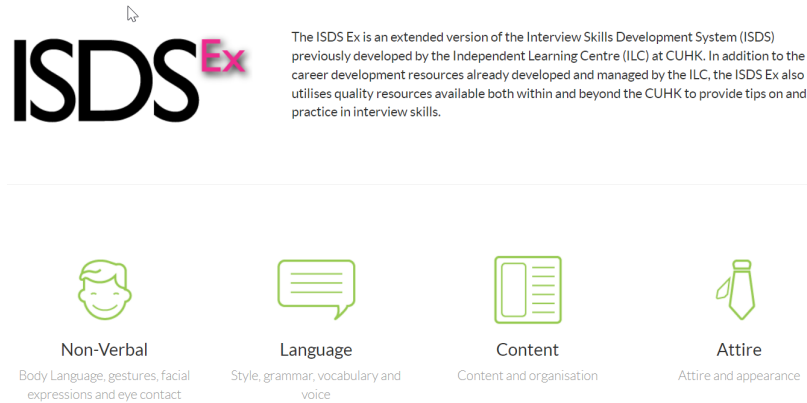 ISDS Ex
The ISDS Ex is an extended version of the Interview Skills Development System (ISDS)
previously developed by the Independent Learning Centre (ILC) at CUHK. In addition to the
career development resources already developed and managed by the ILC, the ISDS Ex also
utilises quality resources available both within and beyond the CUHK to provide tips on and
practice in interview skills.
Non-Verbal
Body Language, gestures, facial
expressions and eye contact
Language
Style, grammar, vocabulary and
voice
Content
Content and organisation
Attire
Attire and appearance